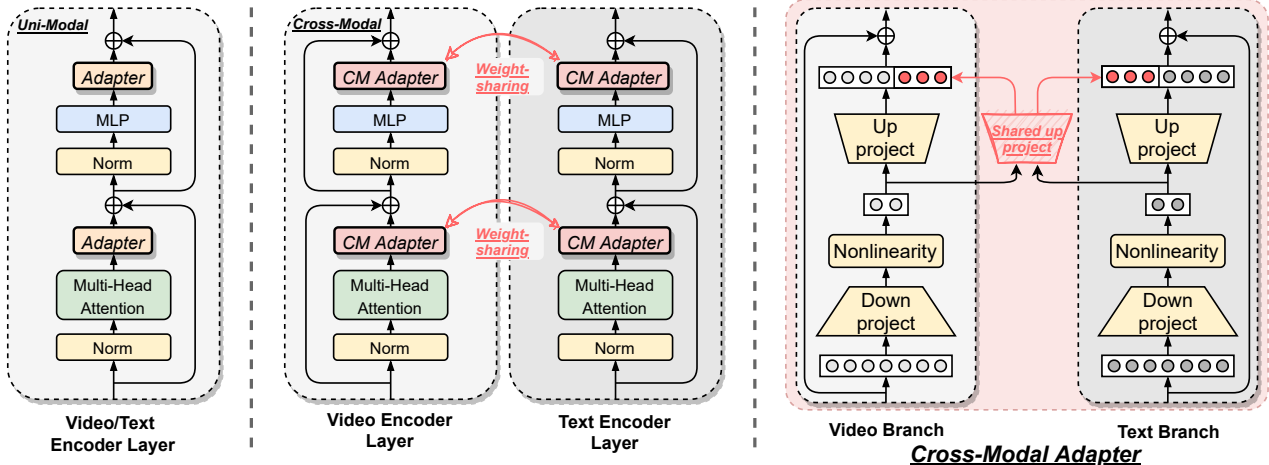 Uni-Modal
Adapter
MLP
Norm
Adapter
Multi-Head
Attention
Norm
Video/Text
Encoder Layer
Cross-Modal
CM Adapter
MLP
Norm
CM Adapter
Multi-Head
Attention
Norm
Video Encoder
Layer
Weight-
sharing
Weight-
sharing
CM Adapter
MLP
Norm
CM Adapter
Multi-Head
Attention
Norm
Text Encoder
Layer
Up
project
Nonlinearity
Down
project
Video Branch
Shared up
project
Up
project
Nonlinearity
Down
project
Text Branch
Cross-Modal Adapter